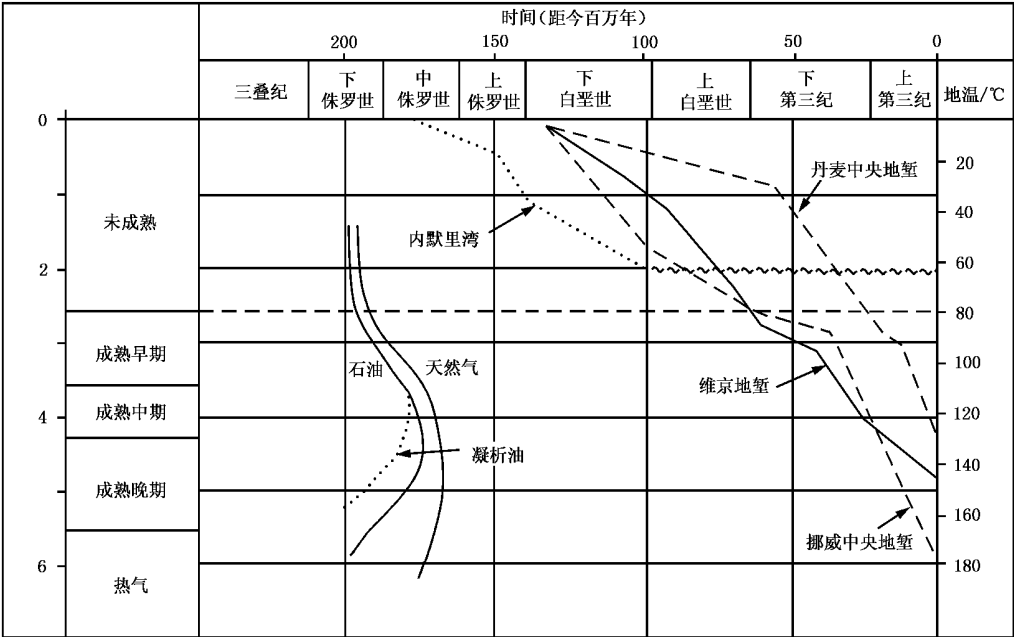 时间(距今百万年)
200 150 100 50 0
三叠纪
下
侏罗世
中
侏罗世
上
侏罗世
下
白垩世
上
白垩世
下
第三纪
上
第三纪
地温/℃
0
2
4
6
未成熟
成熟早期
成熟中期
成熟晚期
热气
20
40
60
80
100
120
140
160
180
丹麦中央地堑
内默里湾
石油
天然气
维京地堑
凝析油
挪威中央地堑